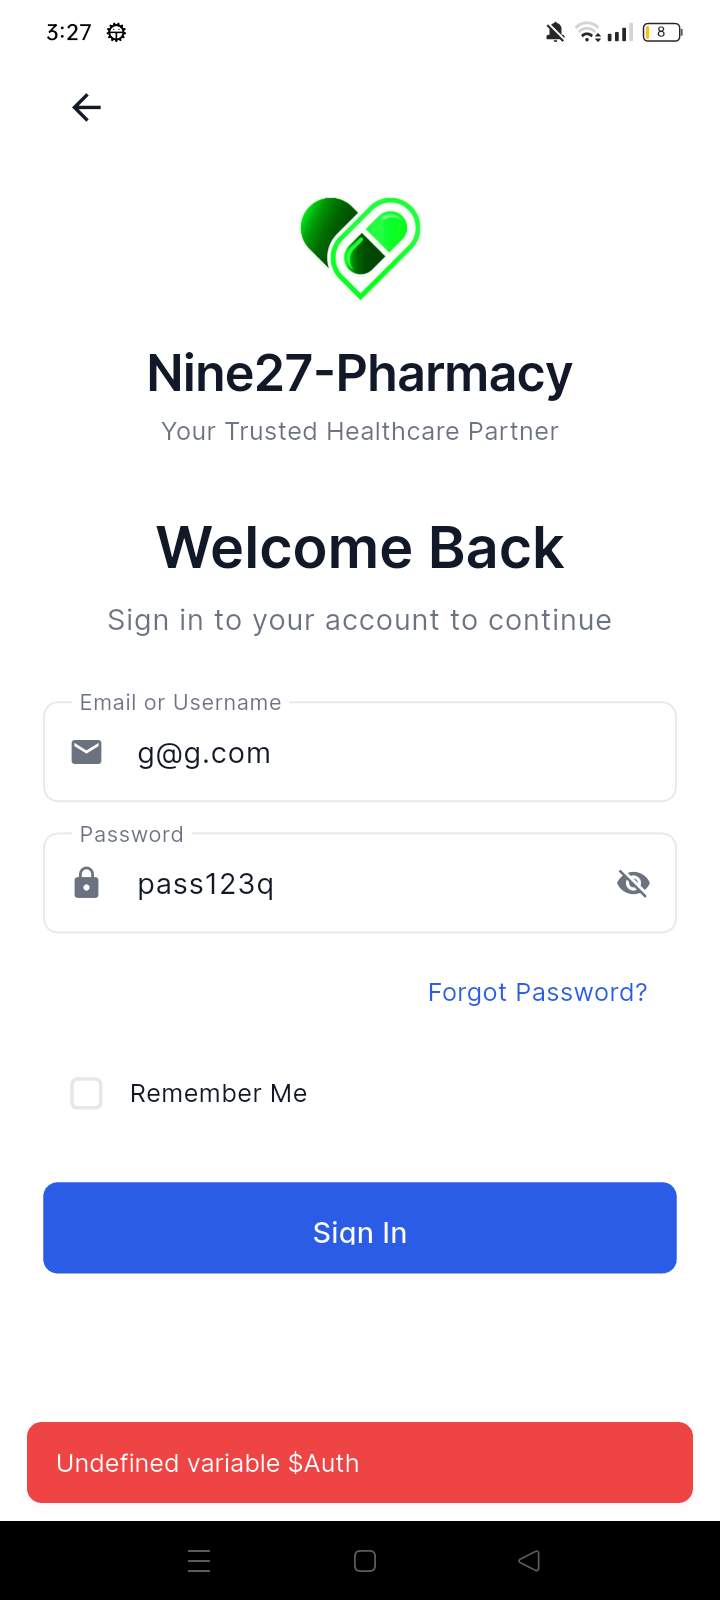 3:27
8
Nine27-Pharmacy
Your Trusted Healthcare Partner
Welcome Back
Sign in to your account to continue
Email or Username
g@g.com
Password
pass123q
Forgot Password?
Remember Me
Sign In
Undefined variable $Auth